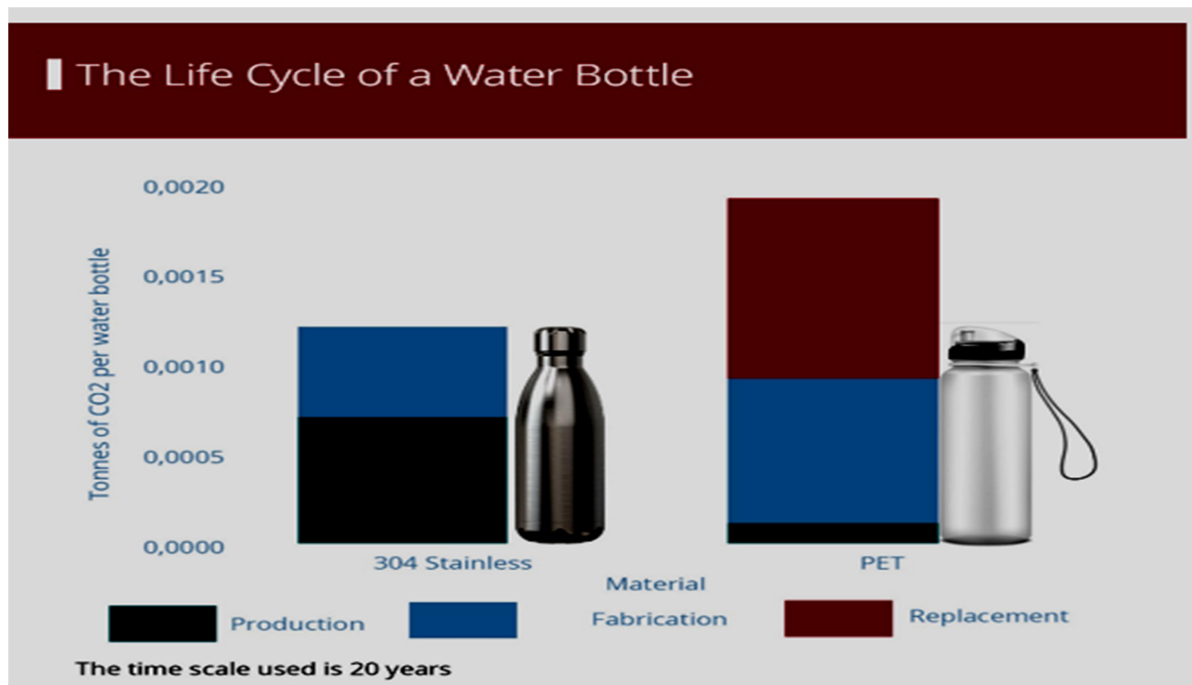 The Life Cycle of a Water Bottle
Tonnes of CO2 per water bottle
0,0020
0,0015
0,0010
0,0005
0,0000
304 Stainless
PET
Material
Production
Fabrication
Replacement
The time scale used is 20 years